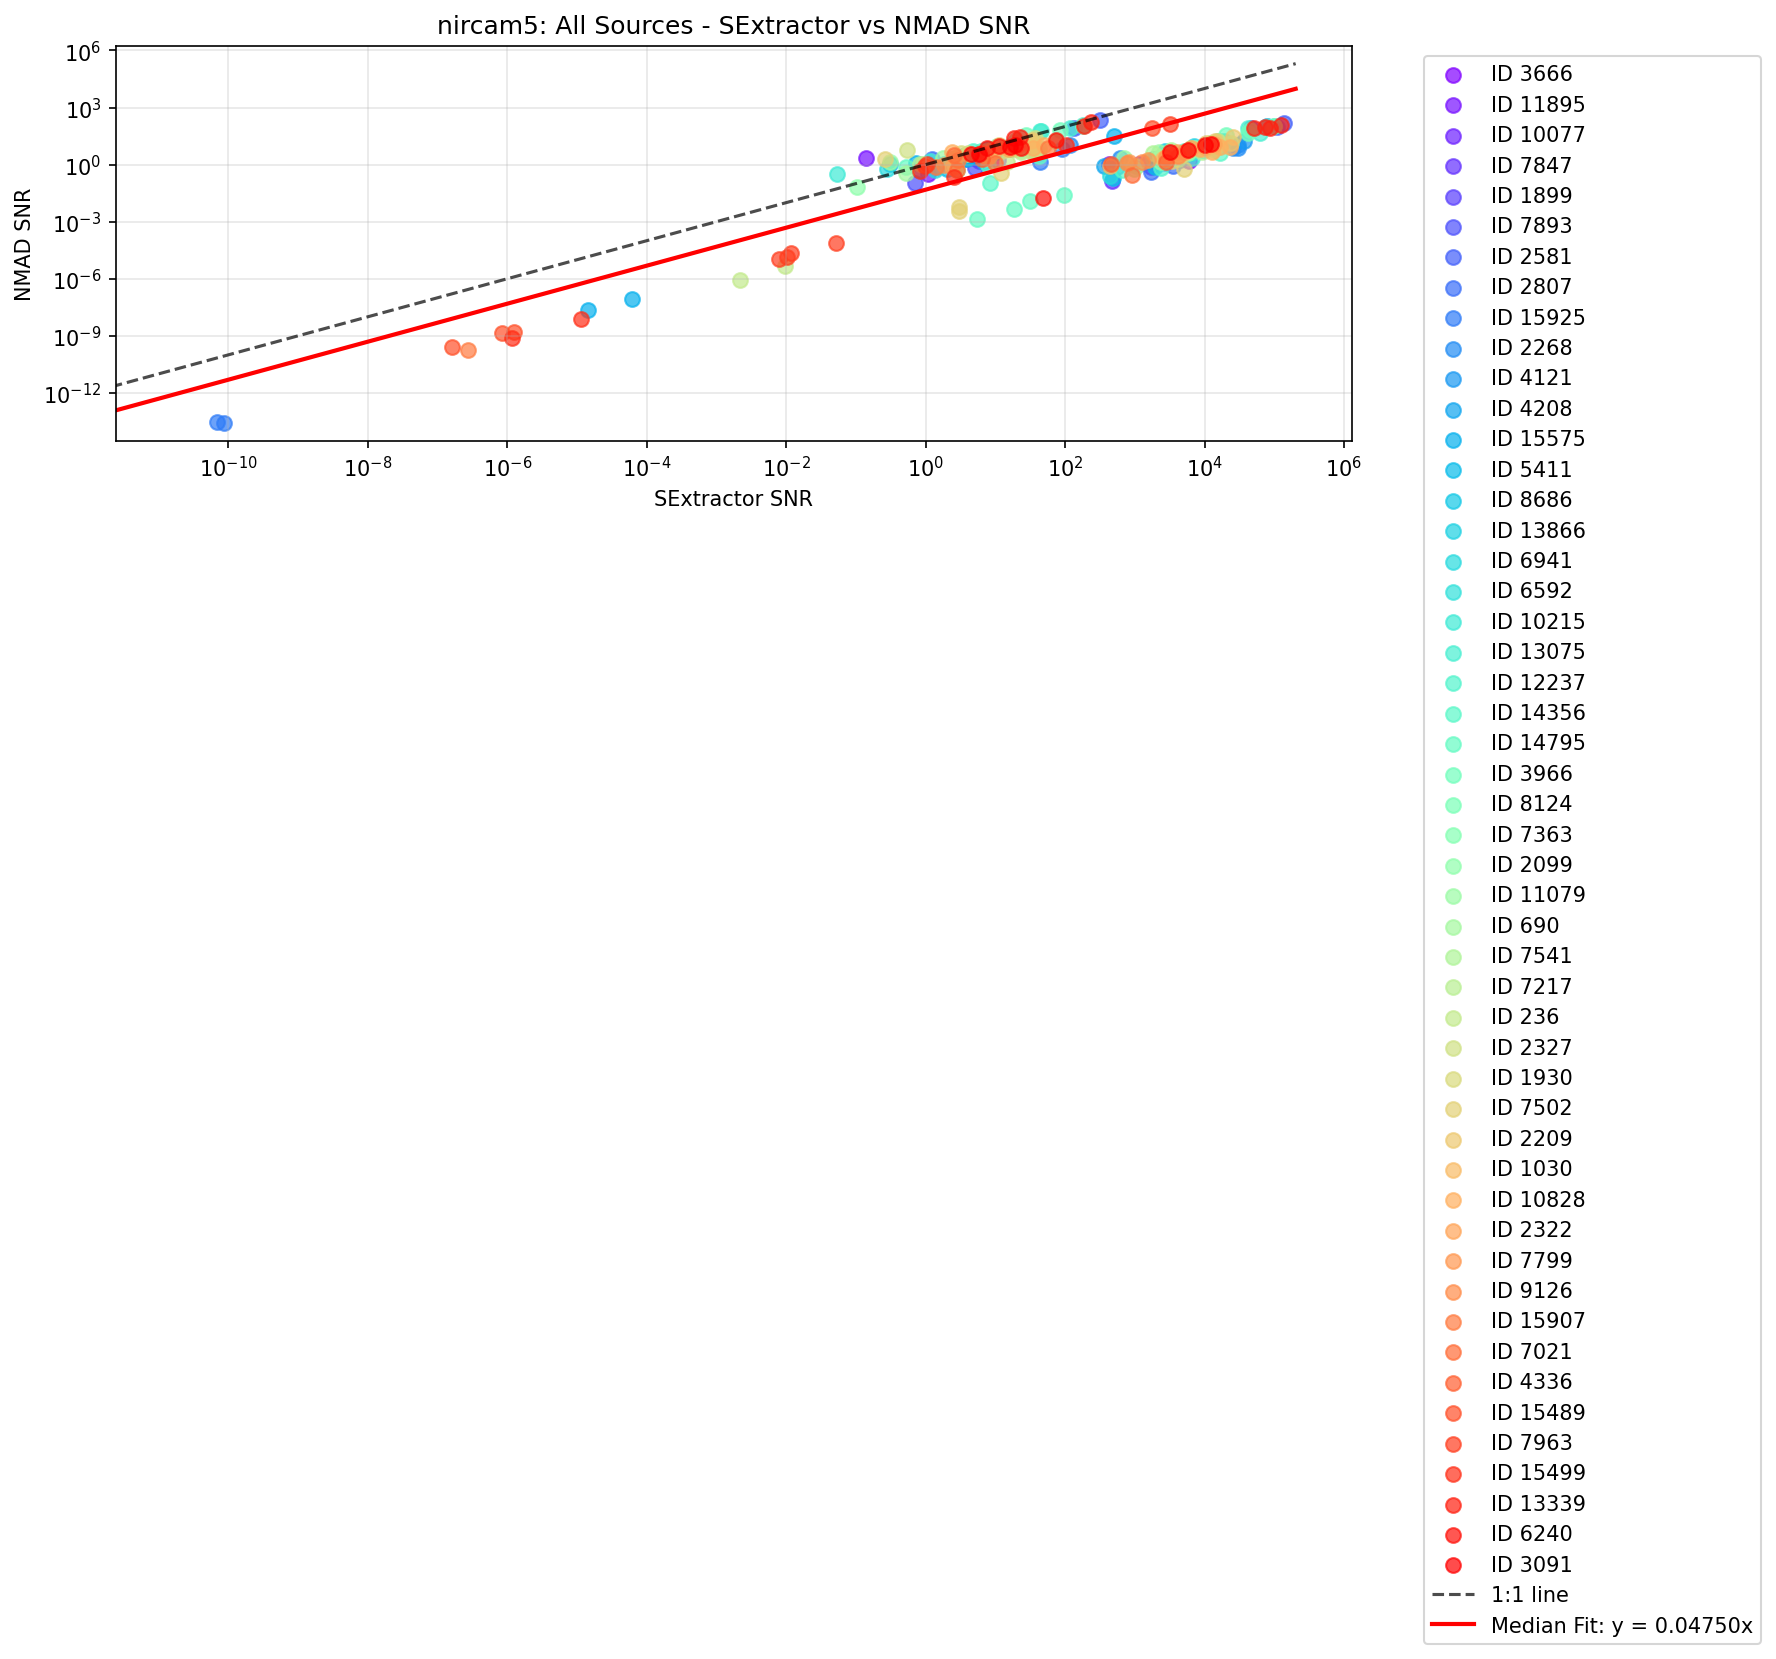 nircam5: All Sources - SExtractor vs NMAD SNR
NMAD SNR
10^6
10^3
10^0
10^−3
10^−6
10^−9
10^−12
10^−10
10^−8
10^−6
10^−4
10^−2
10^0
10^2
10^4
10^6
SExtractor SNR
ID 3666
ID 11895
ID 10077
ID 7847
ID 1899
ID 7893
ID 2581
ID 2807
ID 15925
ID 2268
ID 4121
ID 4208
ID 15575
ID 5411
ID 8686
ID 13866
ID 6941
ID 6592
ID 10215
ID 13075
ID 12237
ID 14356
ID 14795
ID 3966
ID 8124
ID 7363
ID 2099
ID 11079
ID 690
ID 7541
ID 7217
ID 236
ID 2327
ID 1930
ID 7502
ID 2209
ID 1030
ID 10828
ID 2322
ID 7799
ID 9126
ID 15907
ID 7021
ID 4336
ID 15489
ID 7963
ID 15499
ID 13339
ID 6240
ID 3091
1:1 line
Median Fit: y = 0.04750x